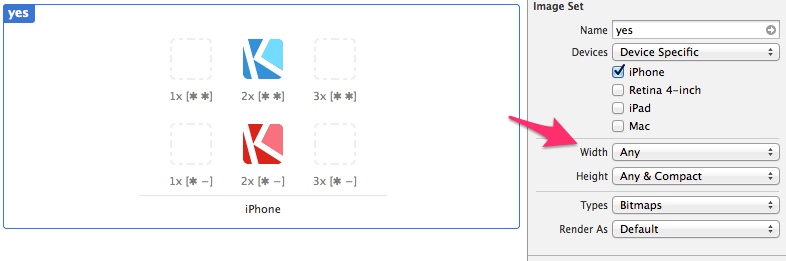 yes
1x [✱ ✱]
2x [✱ ✱]
3x [✱ ✱]
1x [✱ −]
2x [✱ −]
3x [✱ −]
iPhone
Image Set
Name yes
Devices Device Specific
iPhone
Retina 4-inch
iPad
Mac
Width Any
Height Any & Compact
Types Bitmaps
Render As Default